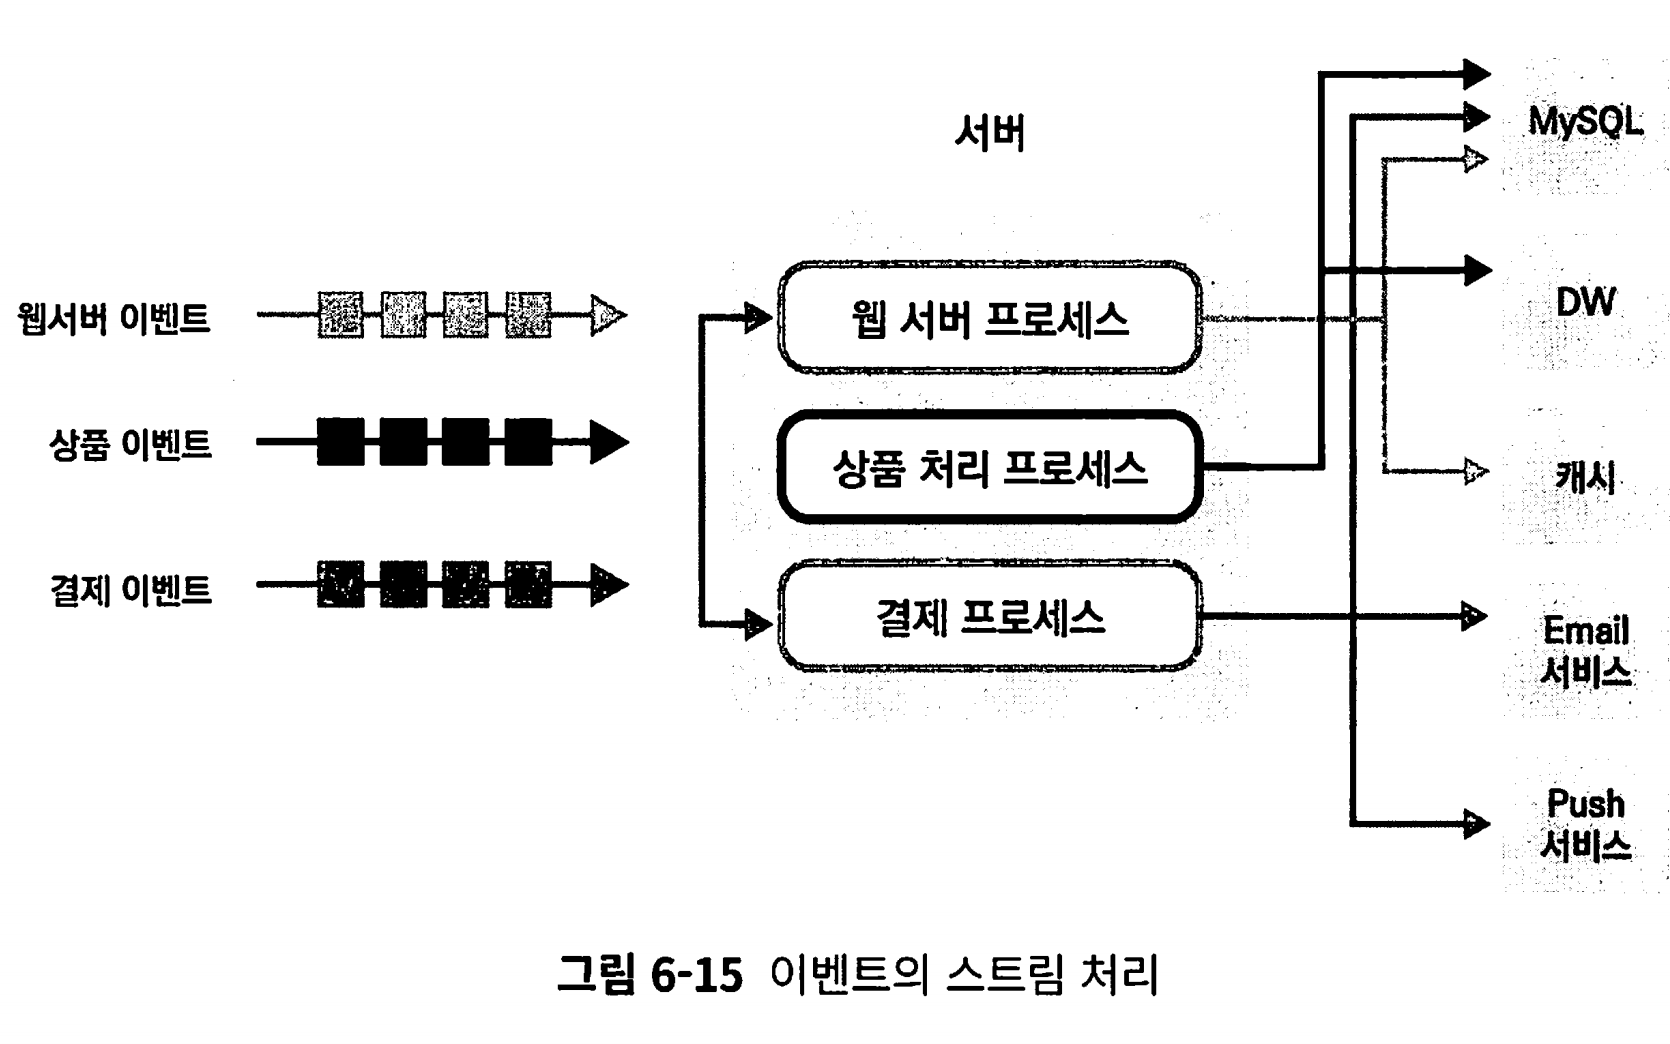 서버
웹서버 이벤트
상품 이벤트
결제 이벤트
웹 서버 프로세스
상품 처리 프로세스
결제 프로세스
MySQL
DW
캐시
Email
서비스
Push
서비스
그림 6-15 이벤트의 스트림 처리